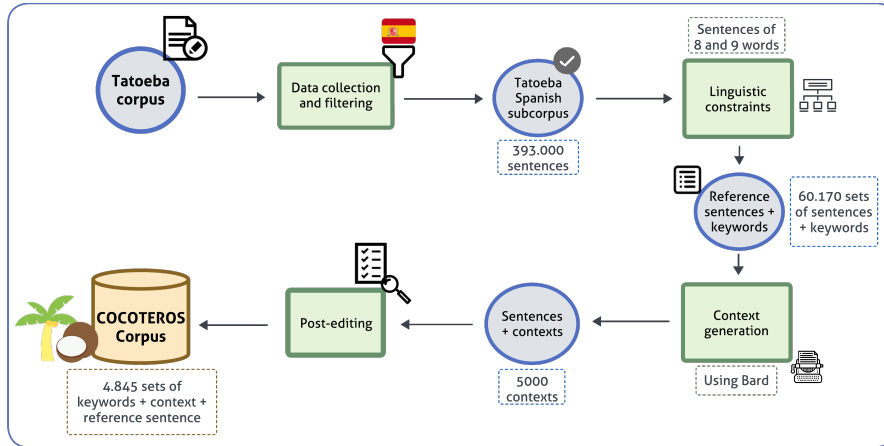 Tatoeba
corpus
Data collection
and filtering
Tatoeba
Spanish
subcorpus
393.000
sentences
Sentences of
8 and 9 words
Linguistic
constraints
Reference
sentences +
keywords
60.170 sets
of sentences
+ keywords
Context
generation
Using Bard
Sentences
+ contexts
5000
contexts
Post-editing
COCOTEROS
Corpus
4.845 sets of
keywords + context +
reference sentence